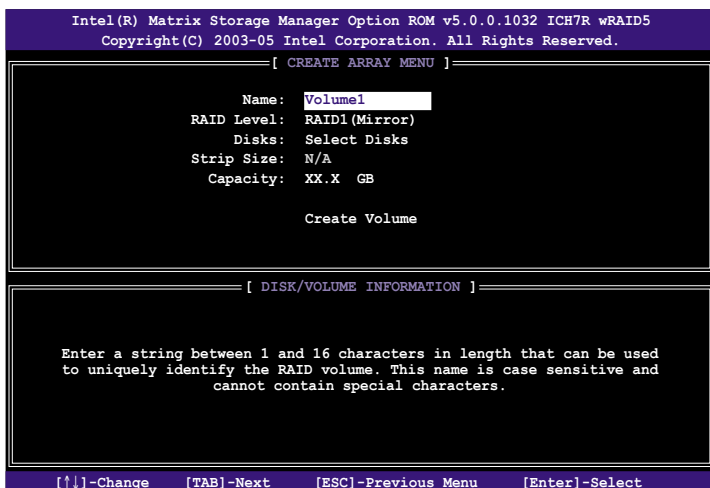 Intel(R) Matrix Storage Manager Option ROM v5.0.0.1032 ICH7R wRAID5
Copyright(C) 2003-05 Intel Corporation. All Rights Reserved.
[ CREATE ARRAY MENU ]
Name: Volume1
RAID Level: RAID1(Mirror)
Disks: Select Disks
Strip Size: N/A
Capacity: XX.X GB
Create Volume
[ DISK/VOLUME INFORMATION ]
Enter a string between 1 and 16 characters in length that can be used
to uniquely identify the RAID volume. This name is case sensitive and
cannot contain special characters.
[↑↓]-Change [TAB]-Next [ESC]-Previous Menu [Enter]-Select